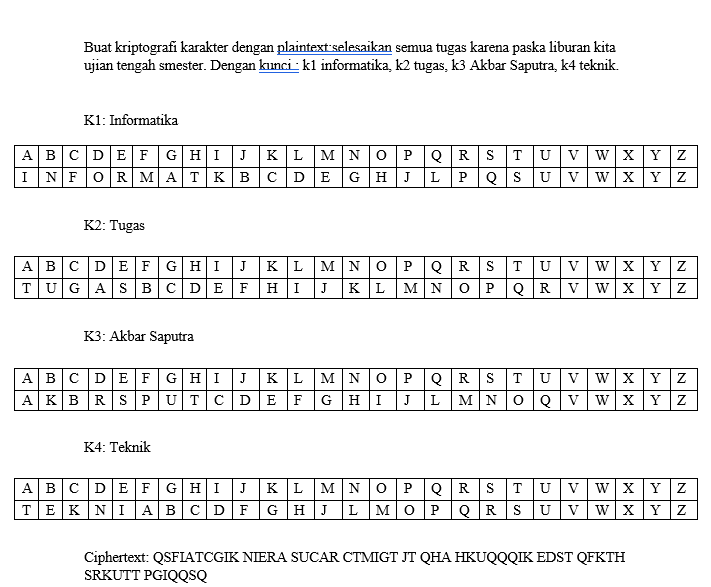 Buat kriptografi karakter dengan plaintext:selesaikan semua tugas karena paska liburan kita
ujian tengah smester. Dengan kunci : k1 informatika, k2 tugas, k3 Akbar Saputra, k4 teknik.
K1: Informatika
A B C D E F G H I J K L M N O P Q R S T U V W X Y Z
I N F O R M A T K B C D E G H J L P Q S U V W X Y Z
K2: Tugas
A B C D E F G H I J K L M N O P Q R S T U V W X Y Z
T U G A S B C D E F H I J K L M N O P Q R V W X Y Z
K3: Akbar Saputra
A B C D E F G H I J K L M N O P Q R S T U V W X Y Z
A K B R S P U T C D E F G H I J L M N O Q V W X Y Z
K4: Teknik
A B C D E F G H I J K L M N O P Q R S T U V W X Y Z
T E K N I A B C D F G H J L M O P Q R S U V W X Y Z
Ciphertext: QSFIATCGIK NIERA SUCAR CTMIGT JT QHA HKUQQQIK EDST QFKTH
SRKUTT PGIQQSQ